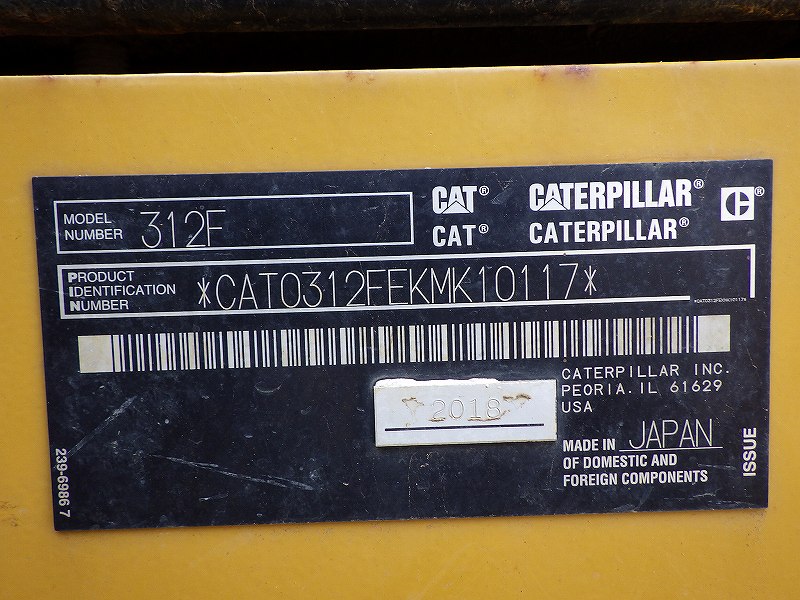 MODEL NUMBER 312F
CAT® CATERPILLAR® C®
CAT® CATERPILLAR®
PRODUCT IDENTIFICATION NUMBER *CAT0312FEKMK10117*
*CAT0312FEKMK10117*
CATERPILLAR INC.
PEORIA.IL 61629
USA
2018
MADE IN JAPAN
OF DOMESTIC AND
FOREIGN COMPONENTS
ISSUE
239-6986 7